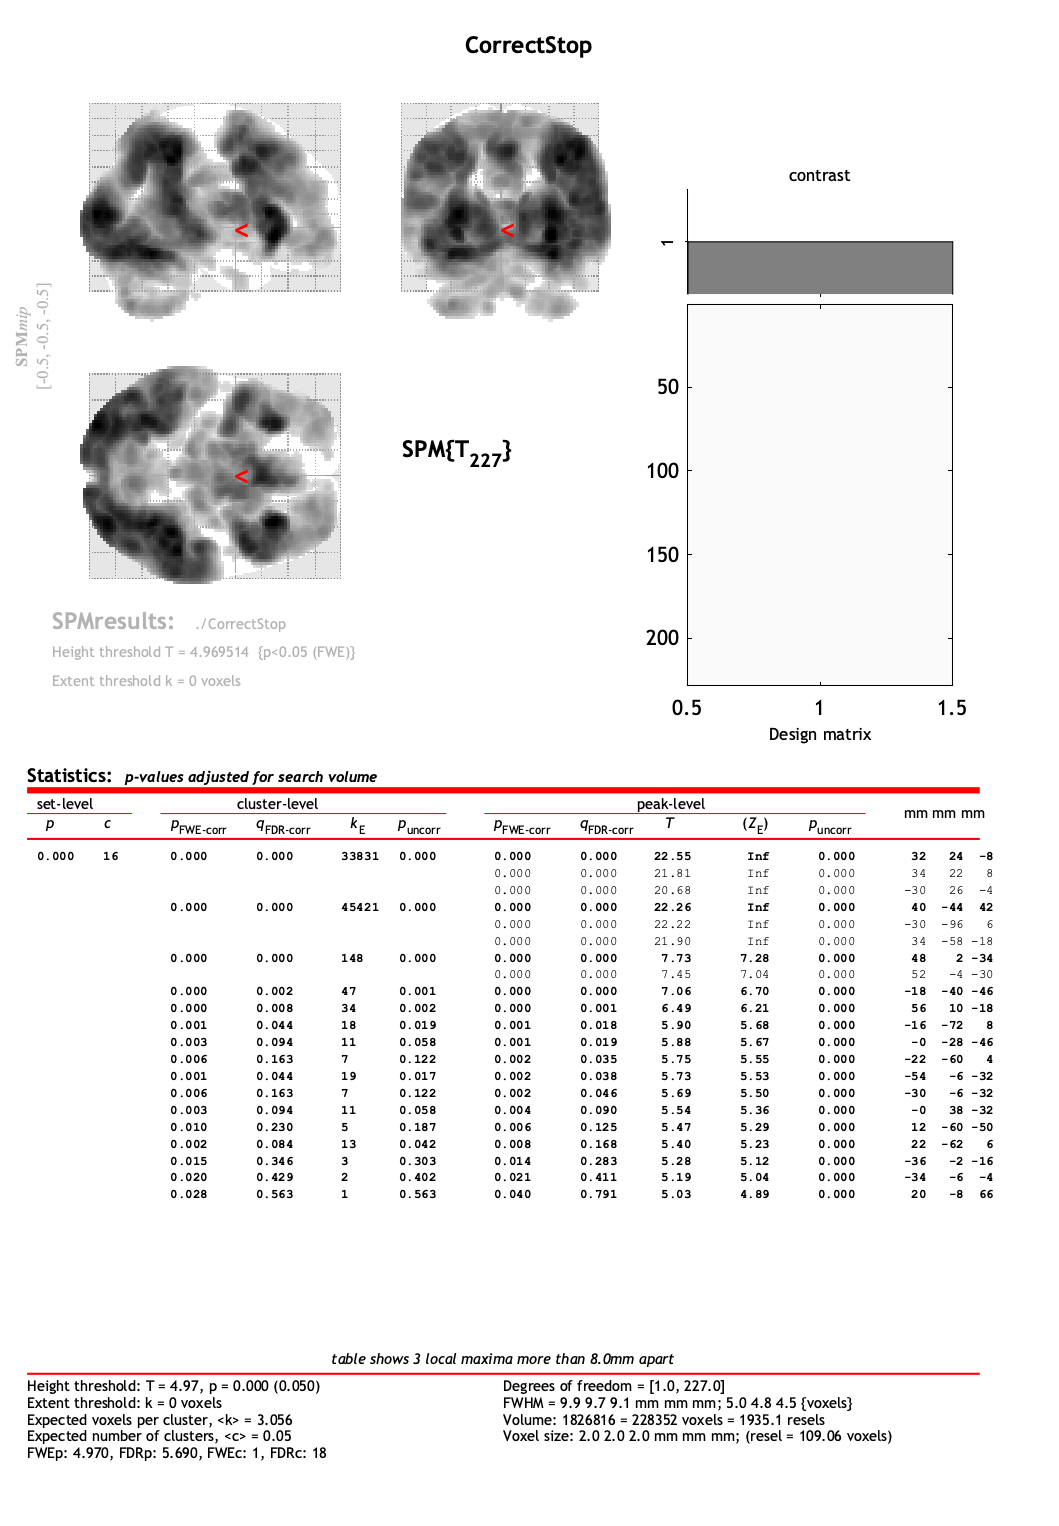 CorrectStop
contrast
1
<
<
<
SPMmip
[-0.5, -0.5, -0.5]
SPM{T227}
50
100
150
200
0.5 1 1.5
Design matrix
SPMresults: ./CorrectStop
Height threshold T = 4.969514 {p<0.05 (FWE)}
Extent threshold k = 0 voxels
Statistics: p-values adjusted for search volume
set-level cluster-level peak-level mm mm mm
p c pFWE-corr qFDR-corr kE puncorr pFWE-corr qFDR-corr T (ZE) puncorr
0.000 16 0.000 0.000 33831 0.000 0.000 0.000 22.55 Inf 0.000 32 24 -8
0.000 0.000 21.81 Inf 0.000 34 22 8
0.000 0.000 20.68 Inf 0.000 -30 26 -4
0.000 0.000 45421 0.000 0.000 0.000 22.26 Inf 0.000 40 -44 42
0.000 0.000 22.22 Inf 0.000 -30 -96 6
0.000 0.000 21.90 Inf 0.000 34 -58 -18
0.000 0.000 148 0.000 0.000 0.000 7.73 7.28 0.000 48 2 -34
0.000 0.000 7.45 7.04 0.000 52 -4 -30
0.000 0.002 47 0.001 0.000 0.000 7.06 6.70 0.000 -18 -40 -46
0.000 0.008 34 0.002 0.000 0.001 6.49 6.21 0.000 56 10 -18
0.001 0.044 18 0.019 0.001 0.018 5.90 5.68 0.000 -16 -72 8
0.003 0.094 11 0.058 0.001 0.019 5.88 5.67 0.000 -0 -28 -46
0.006 0.163 7 0.122 0.002 0.035 5.75 5.55 0.000 -22 -60 4
0.001 0.044 19 0.017 0.002 0.038 5.73 5.53 0.000 -54 -6 -32
0.006 0.163 7 0.122 0.002 0.046 5.69 5.50 0.000 -30 -6 -32
0.003 0.094 11 0.058 0.004 0.090 5.54 5.36 0.000 -0 38 -32
0.010 0.230 5 0.187 0.006 0.125 5.47 5.29 0.000 12 -60 -50
0.002 0.084 13 0.042 0.008 0.168 5.40 5.23 0.000 22 -62 6
0.015 0.346 3 0.303 0.014 0.283 5.28 5.12 0.000 -36 -2 -16
0.020 0.429 2 0.402 0.021 0.411 5.19 5.04 0.000 -34 -6 -4
0.028 0.563 1 0.563 0.040 0.791 5.03 4.89 0.000 20 -8 66
table shows 3 local maxima more than 8.0mm apart
Height threshold: T = 4.97, p = 0.000 (0.050)
Extent threshold: k = 0 voxels
Expected voxels per cluster, <k> = 3.056
Expected number of clusters, <c> = 0.05
FWEp: 4.970, FDRp: 5.690, FWEc: 1, FDRc: 18
Degrees of freedom = [1.0, 227.0]
FWHM = 9.9 9.7 9.1 mm mm mm; 5.0 4.8 4.5 {voxels}
Volume: 1826816 = 228352 voxels = 1935.1 resels
Voxel size: 2.0 2.0 2.0 mm mm mm; (resel = 109.06 voxels)